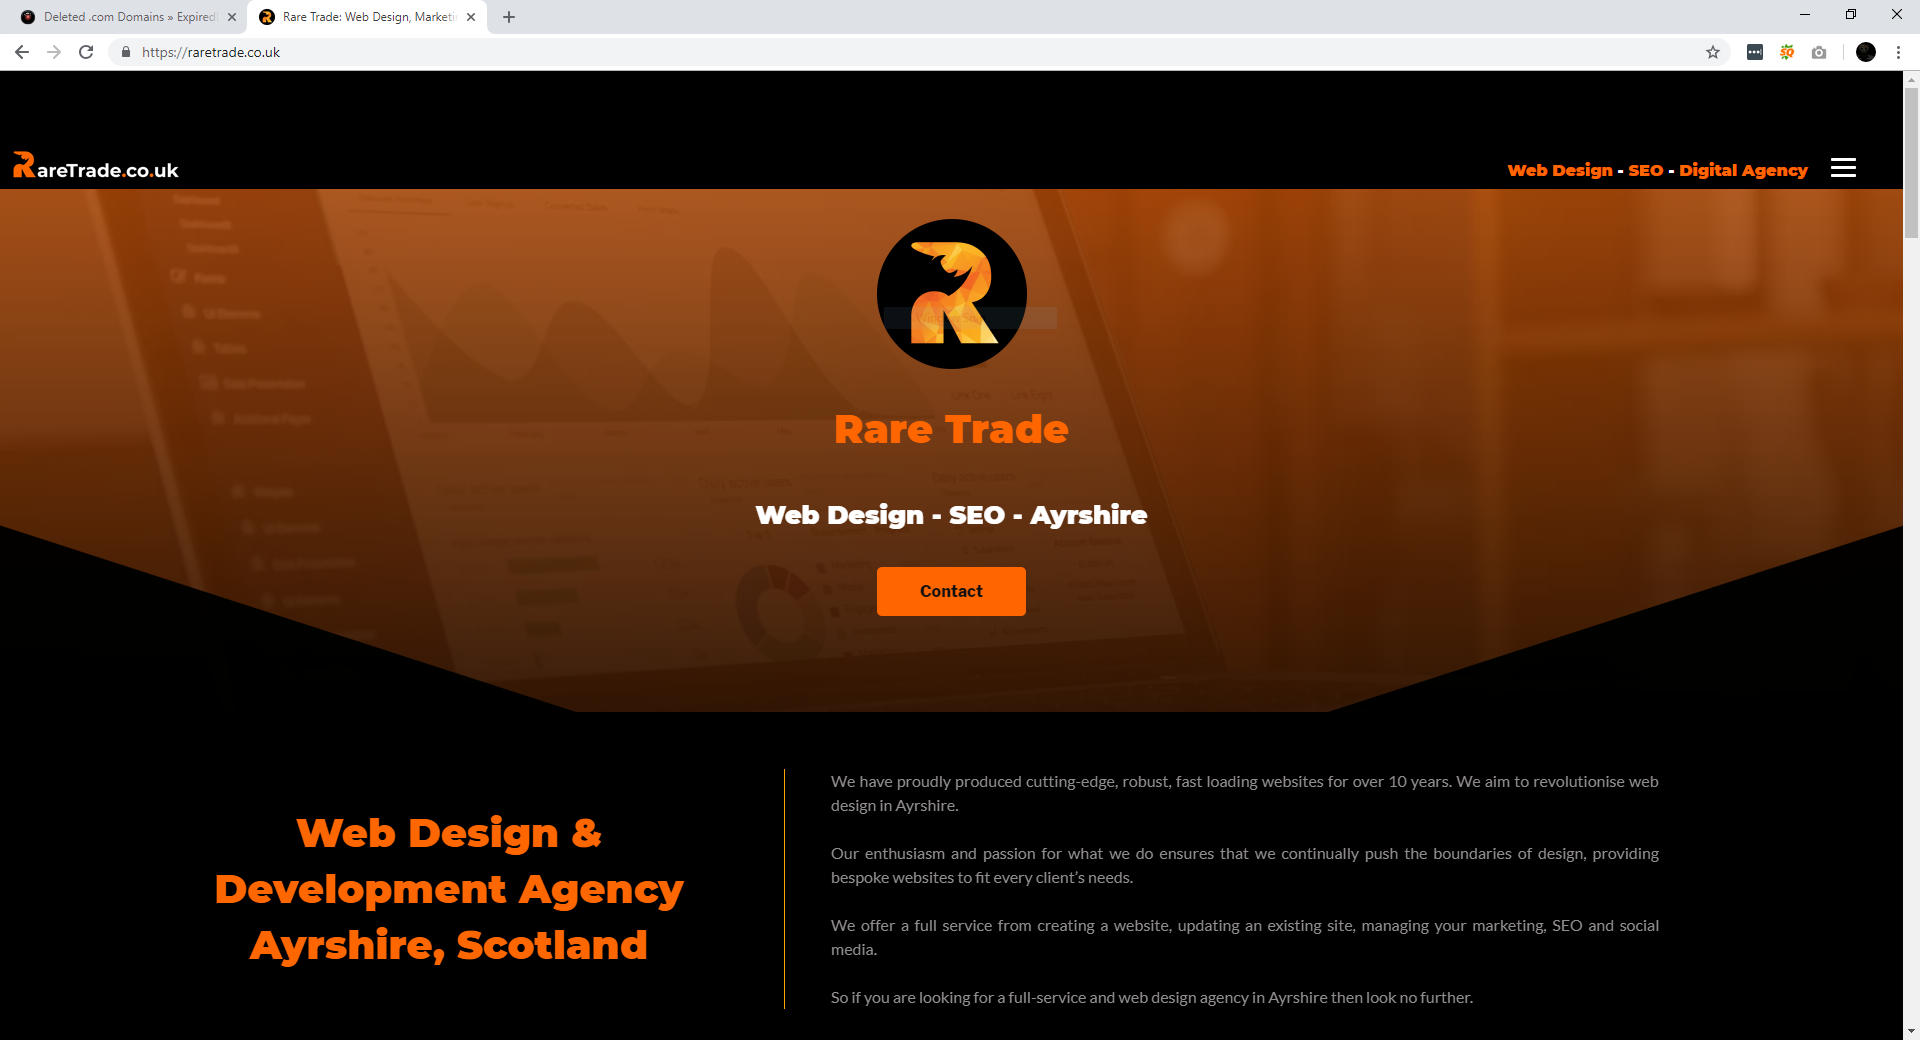 Deleted .com Domains » Expired
Rare Trade: Web Design, Marketi
https://raretrade.co.uk
RareTrade.co.uk
Web Design - SEO - Digital Agency
Rare Trade
Web Design - SEO - Ayrshire
Contact
Web Design &
Development Agency
Ayrshire, Scotland
We have proudly produced cutting-edge, robust, fast loading websites for over 10 years. We aim to revolutionise web
design in Ayrshire.
Our enthusiasm and passion for what we do ensures that we continually push the boundaries of design, providing
bespoke websites to fit every client’s needs.
We offer a full service from creating a website, updating an existing site, managing your marketing, SEO and social
media.
So if you are looking for a full-service and web design agency in Ayrshire then look no further.